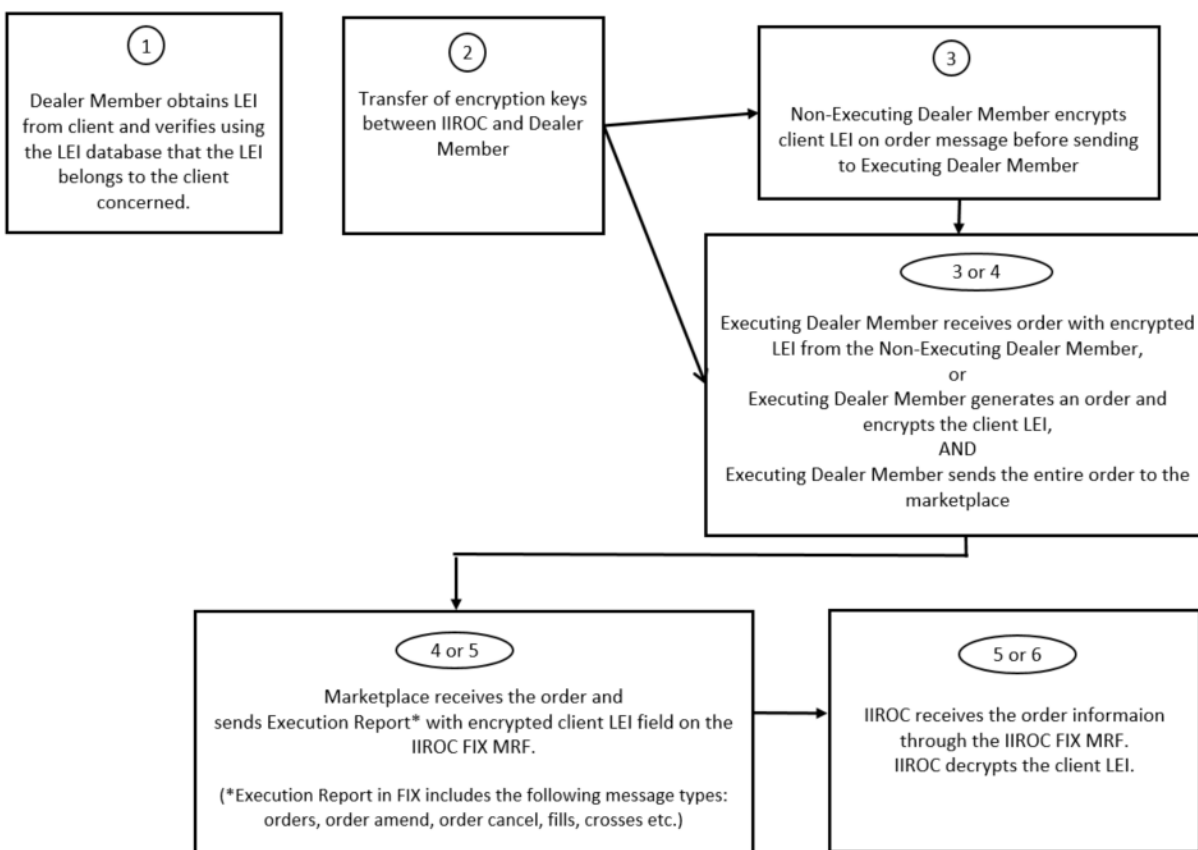 1
Dealer Member obtains LEI
from client and verifies using
the LEI database that the LEI
belongs to the client
concerned.
2
Transfer of encryption keys
between IIROC and Dealer
Member
3
Non-Executing Dealer Member encrypts
client LEI on order message before sending
to Executing Dealer Member
3 or 4
Executing Dealer Member receives order with encrypted
LEI from the Non-Executing Dealer Member,
or
Executing Dealer Member generates an order and
encrypts the client LEI,
AND
Executing Dealer Member sends the entire order to the
marketplace
4 or 5
Marketplace receives the order and
sends Execution Report* with encrypted client LEI field on the
IIROC FIX MRF.
(*Execution Report in FIX includes the following message types:
orders, order amend, order cancel, fills, crosses etc.)
5 or 6
IIROC receives the order informaion
through the IIROC FIX MRF.
IIROC decrypts the client LEI.